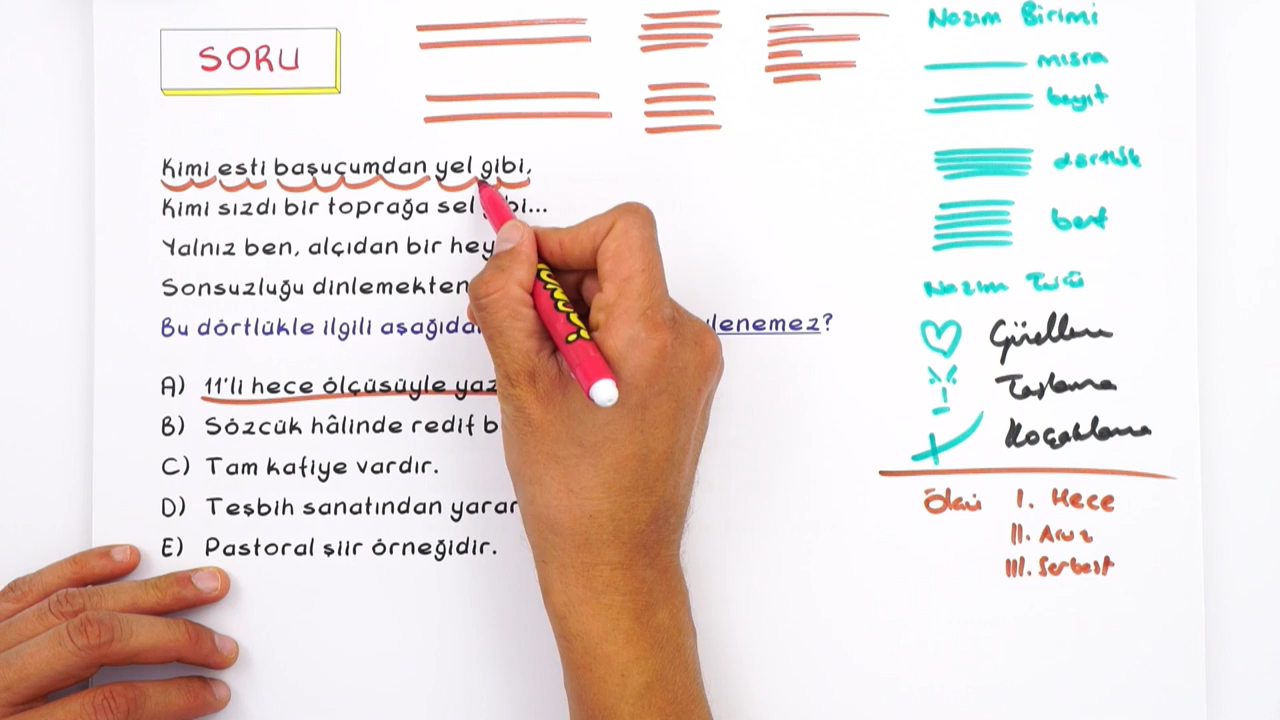 SORU
Kimi esti başucumdan yel gibi,
Kimi sızdı bir toprağa sel gibi...
Yalnız ben, alçıdan bir hey
Sonsuzluğu dinlemekten
Bu dörtlükle ilgili aşağıda lenemez?
A) 11'li hece ölçüsüyle yaz
B) Sözcük hâlinde redif b
C) Tam kafiye vardır.
D) Teşbih sanatından yarar
E) Pastoral şiir örneğidir.
Nazım Birimi
mısra
beyit
dörtlük
bent
Nazım Türü
Güzelleme
Taşlama
Koçaklama
Ölçü I. Hece
II. Aruz
III. Serbest